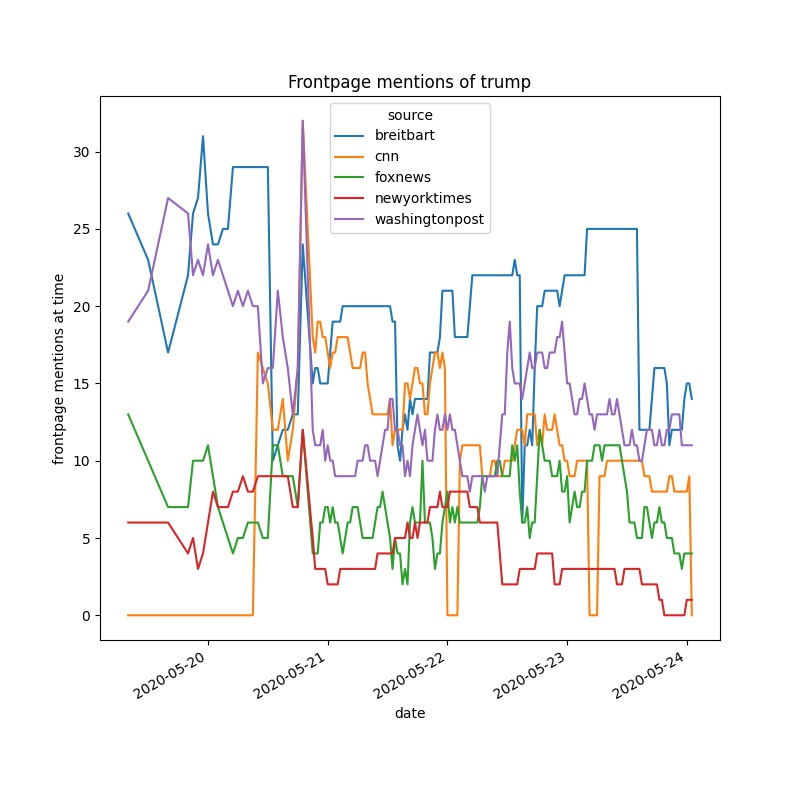 Frontpage mentions of trump
source
breitbart
cnn
foxnews
newyorktimes
washingtonpost
frontpage mentions at time
30
25
20
15
10
5
0
2020-05-20
2020-05-21
2020-05-22
2020-05-23
2020-05-24
date